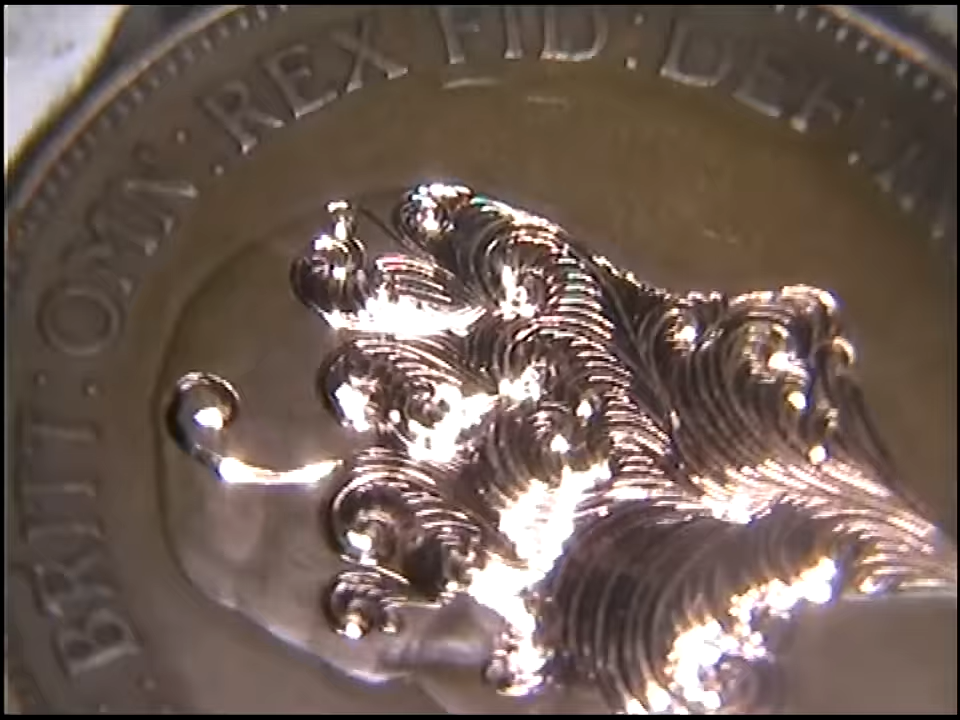 BRITT · OMN · REX FID : DEF ·